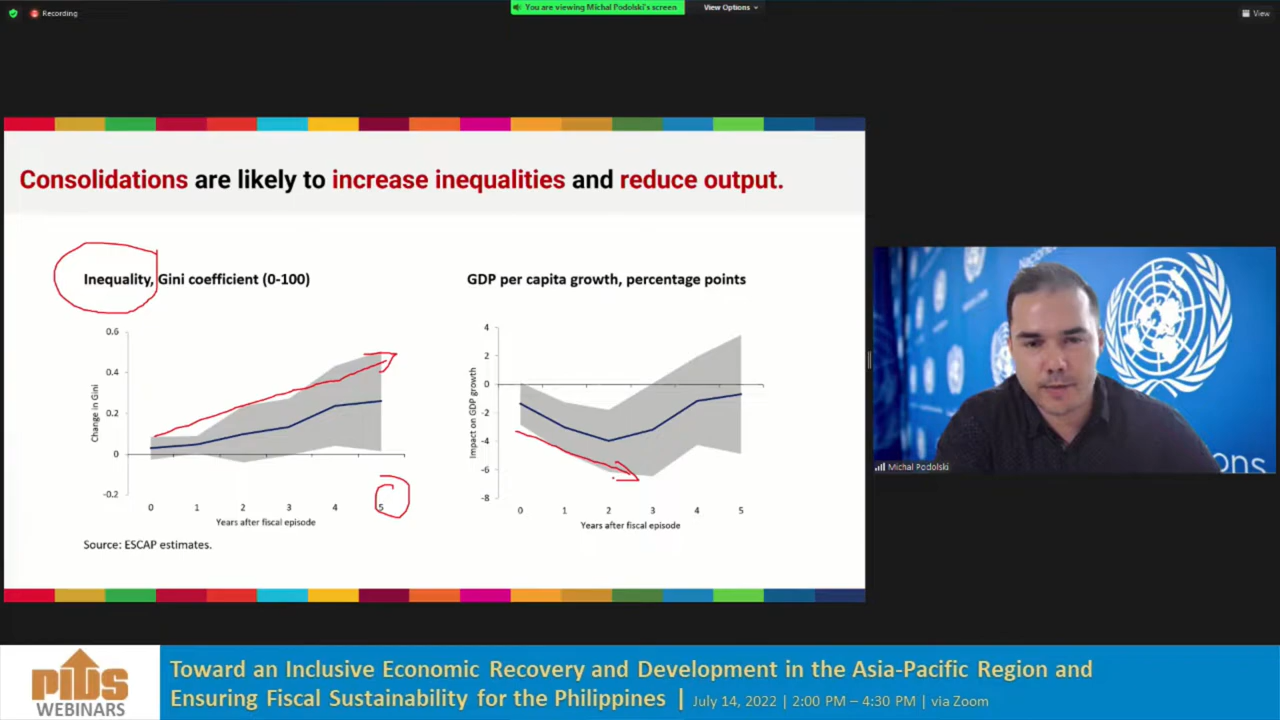 Recording
You are viewing Michal Podolski's screen
View Options
View
Consolidations are likely to increase inequalities and reduce output.
Inequality, Gini coefficient (0-100)
0.6
0.4
0.2
0
-0.2
Change in Gini
0 1 2 3 4 5
Years after fiscal episode
Source: ESCAP estimates.
GDP per capita growth, percentage points
4
2
0
-2
-4
-6
-8
Impact on GDP growth
0 1 2 3 4 5
Years after fiscal episode
Michal Podolski
PIDS
WEBINARS
Toward an Inclusive Economic Recovery and Development in the Asia-Pacific Region and
Ensuring Fiscal Sustainability for the Philippines | July 14, 2022 | 2:00 PM – 4:30 PM | via Zoom